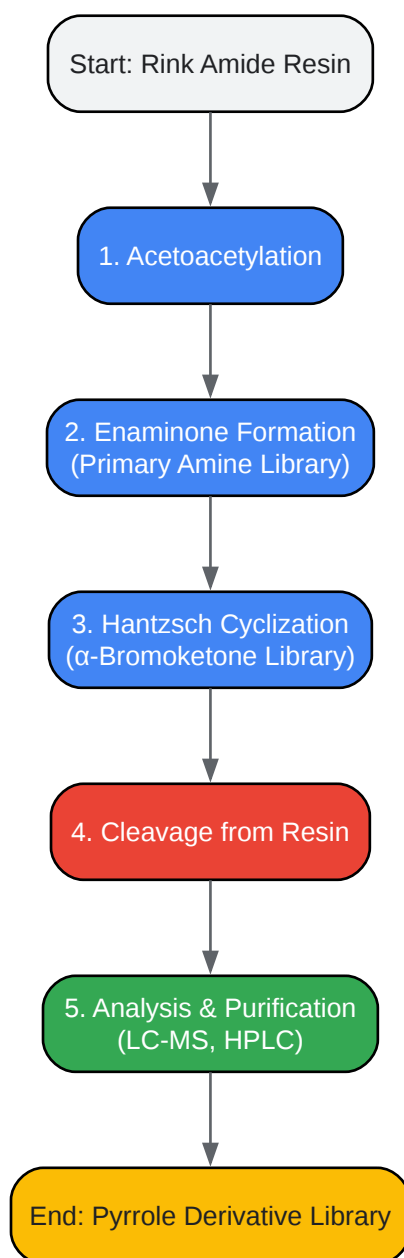 Start: Rink Amide Resin
1. Acetoacetylation
2. Enaminone Formation
(Primary Amine Library)
3. Hantzsch Cyclization
(α-Bromoketone Library)
4. Cleavage from Resin
5. Analysis & Purification
(LC-MS, HPLC)
End: Pyrrole Derivative Library